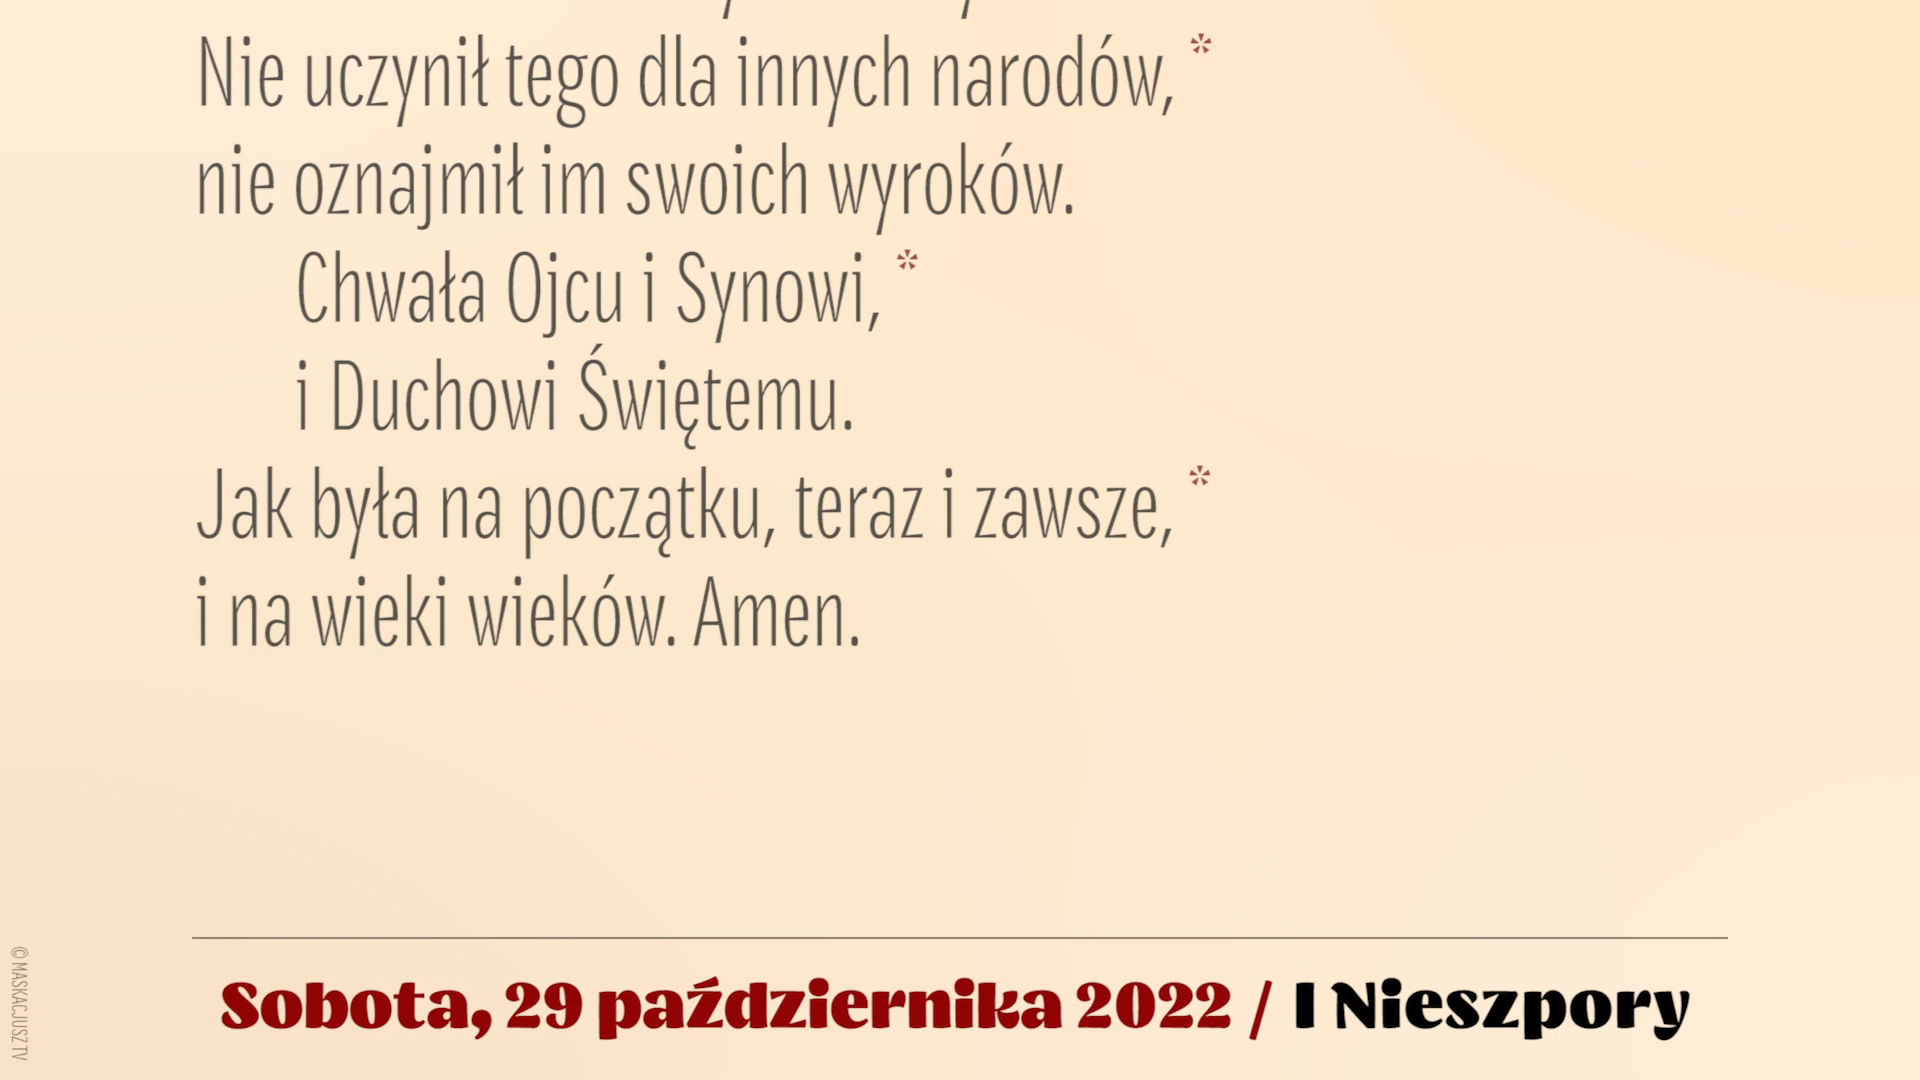 Nie uczynił tego dla innych narodów, *
nie oznajmił im swoich wyroków.
Chwała Ojcu i Synowi, *
i Duchowi Świętemu.
Jak była na początku, teraz i zawsze, *
i na wieki wieków. Amen.
Sobota, 29 października 2022 / I Nieszpory
© MASKACJUSZ TV